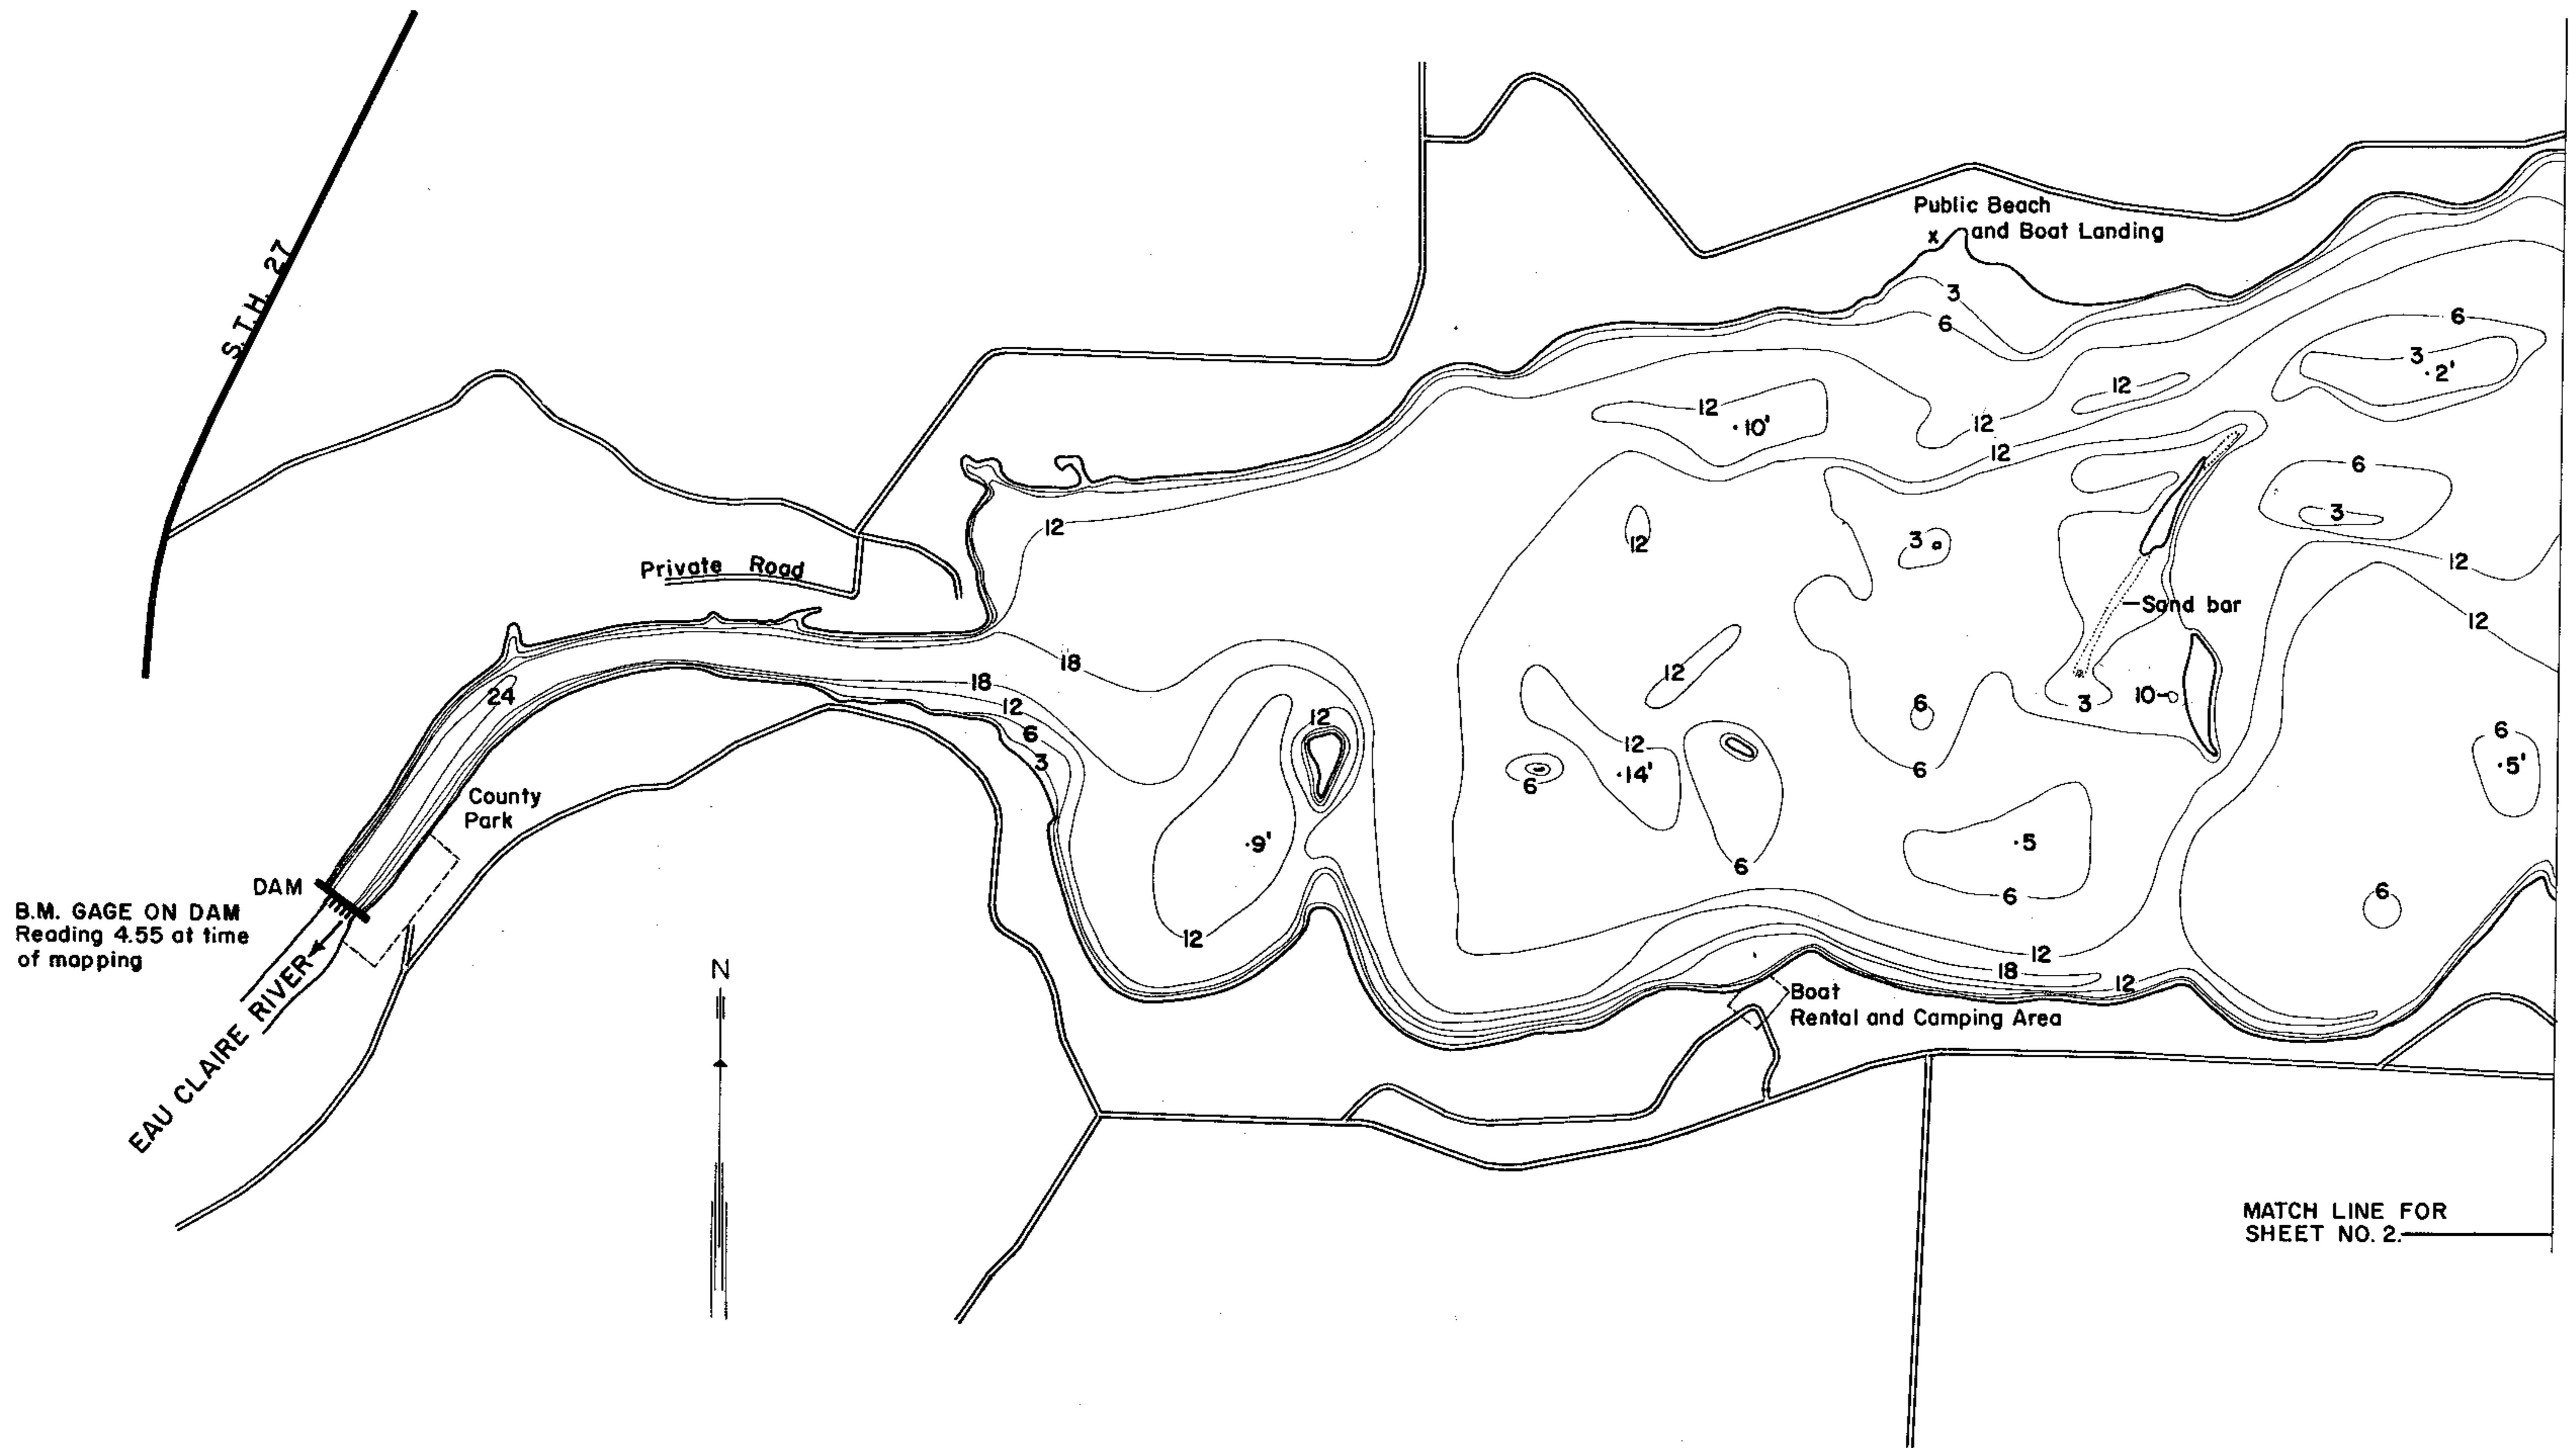 S.T.H. 27
Public Beach
x and Boat Landing
3
6
6
3
.2'
12
12
.10'
12
12
6
3
12
12
3
12
Private Road
Sand bar
12
18
18
12
6
3
24
12
12
6
3
10
12
.14'
6
6
6
.5'
County
Park
.9'
.5
6
6
6
DAM
B.M. GAGE ON DAM
Reading 4.55 at time
of mapping
12
12
18
12
N
Boat
Rental and Camping Area
EAU CLAIRE RIVER
MATCH LINE FOR
SHEET NO. 2.